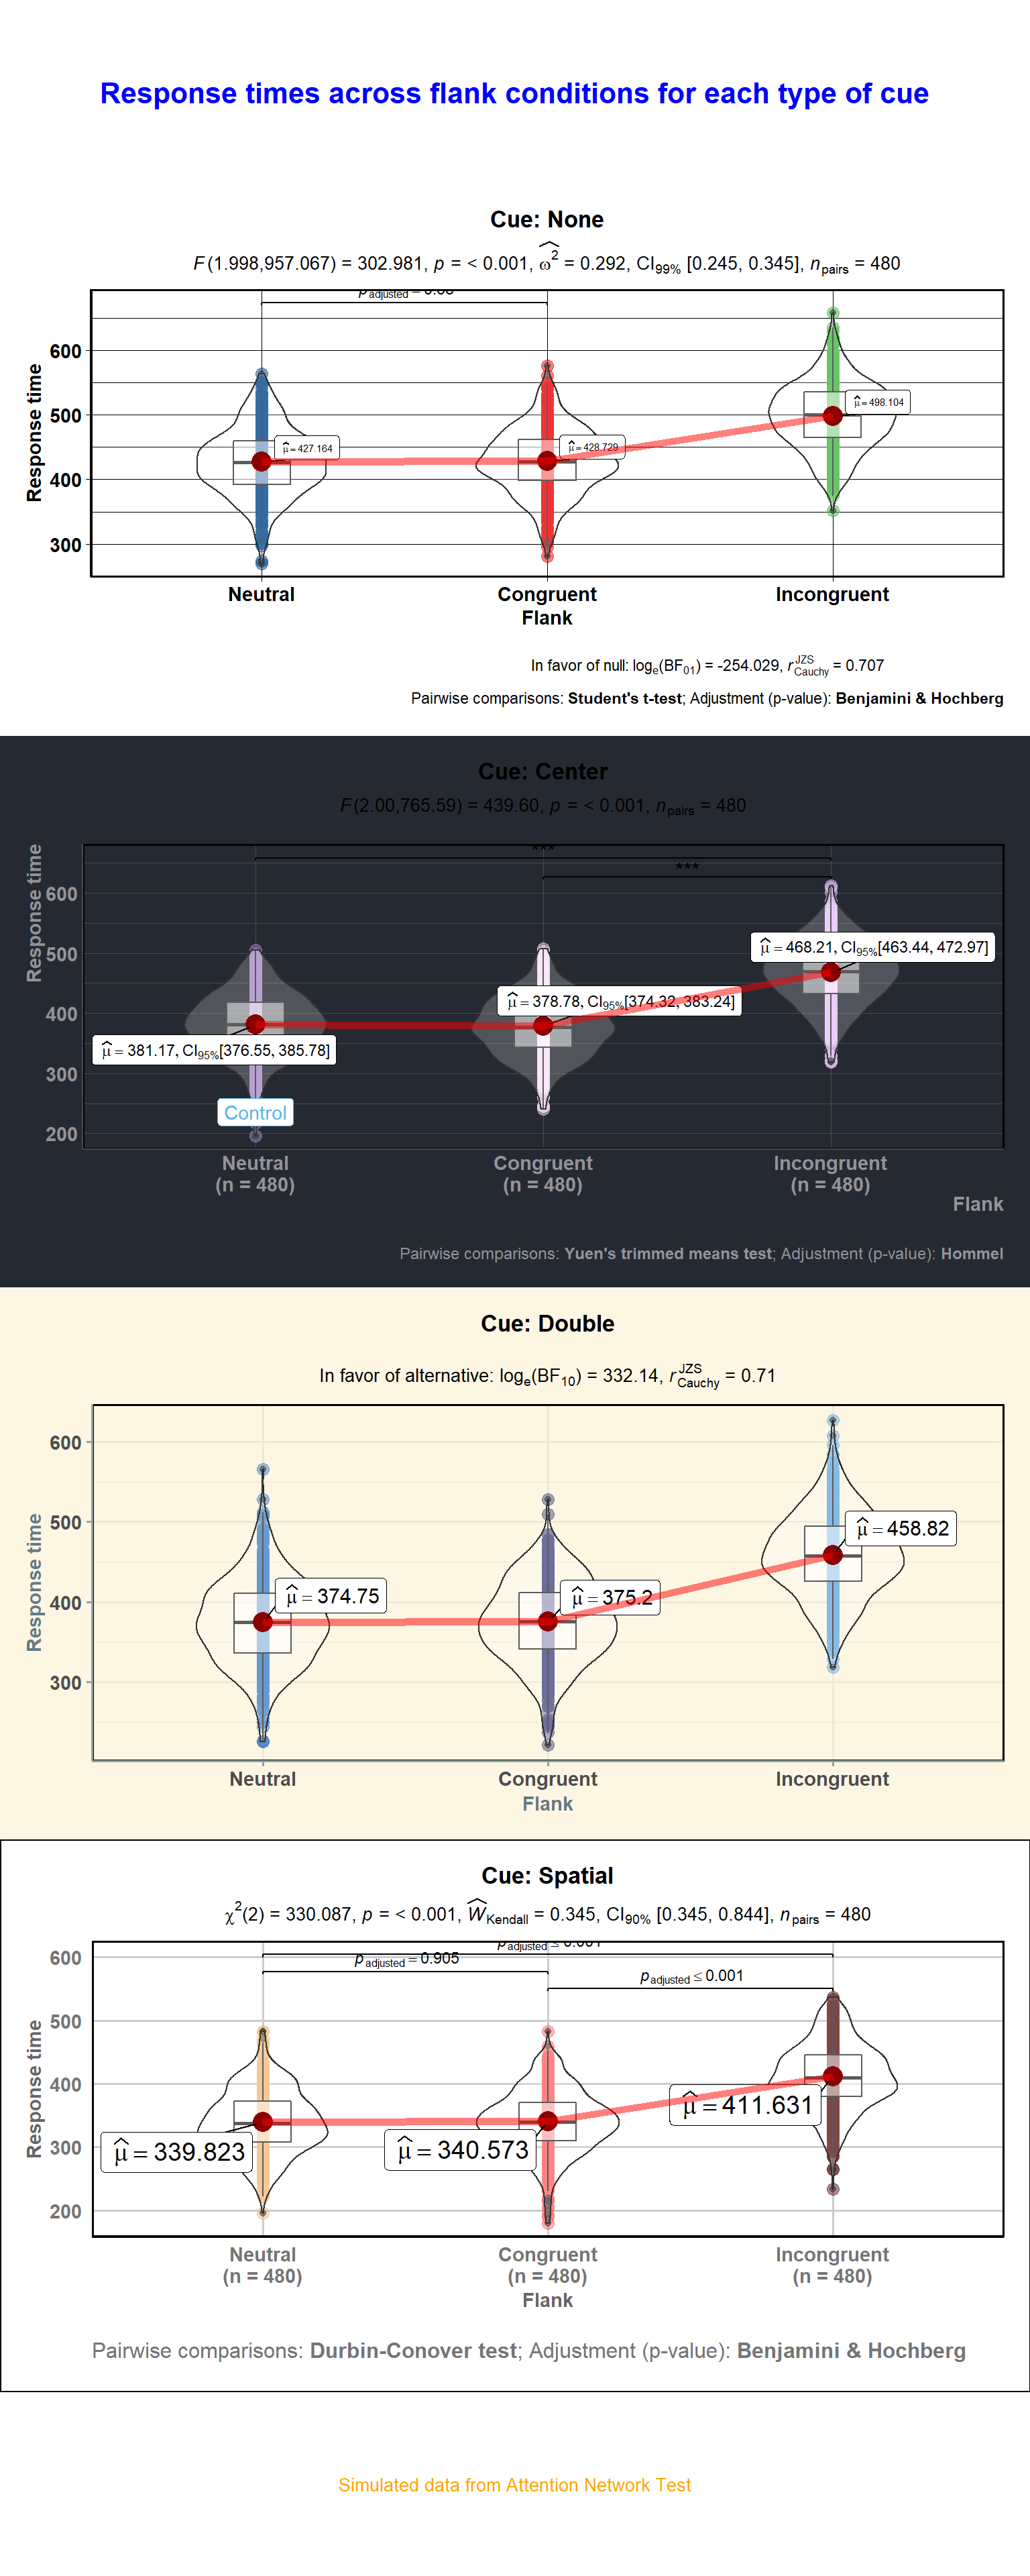 Response times across flank conditions for each type of cue
Cue: None
F(1.998,957.067) = 302.981, p = < 0.001, ω̂² = 0.292, CI99% [0.245, 0.345], npairs = 480
Response time
600
500
400
300
μ̂ = 427.164
μ̂ = 428.729
μ̂ = 498.104
Neutral
Congruent
Incongruent
Flank
In favor of null: loge(BF01) = -254.029, rJZS Cauchy = 0.707
Pairwise comparisons: Student's t-test; Adjustment (p-value): Benjamini & Hochberg
Cue: Center
F(2.00,765.59) = 439.60, p = < 0.001, npairs = 480
Response time
600
500
400
300
200
***
***
μ̂ = 468.21, CI95%[463.44, 472.97]
μ̂ = 378.78, CI95%[374.32, 383.24]
μ̂ = 381.17, CI95%[376.55, 385.78]
Control
Neutral
(n = 480)
Congruent
(n = 480)
Incongruent
(n = 480)
Flank
Pairwise comparisons: Yuen's trimmed means test; Adjustment (p-value): Hommel
Cue: Double
In favor of alternative: loge(BF10) = 332.14, rJZS Cauchy = 0.71
Response time
600
500
400
300
μ̂ = 374.75
μ̂ = 375.2
μ̂ = 458.82
Neutral
Congruent
Incongruent
Flank
Cue: Spatial
χ²(2) = 330.087, p = < 0.001, ŴKendall = 0.345, CI90% [0.345, 0.844], npairs = 480
Response time
600
500
400
300
200
padjusted ≤ 0.001
padjusted = 0.905
padjusted ≤ 0.001
μ̂ = 339.823
μ̂ = 340.573
μ̂ = 411.631
Neutral
(n = 480)
Congruent
(n = 480)
Incongruent
(n = 480)
Flank
Pairwise comparisons: Durbin-Conover test; Adjustment (p-value): Benjamini & Hochberg
Simulated data from Attention Network Test